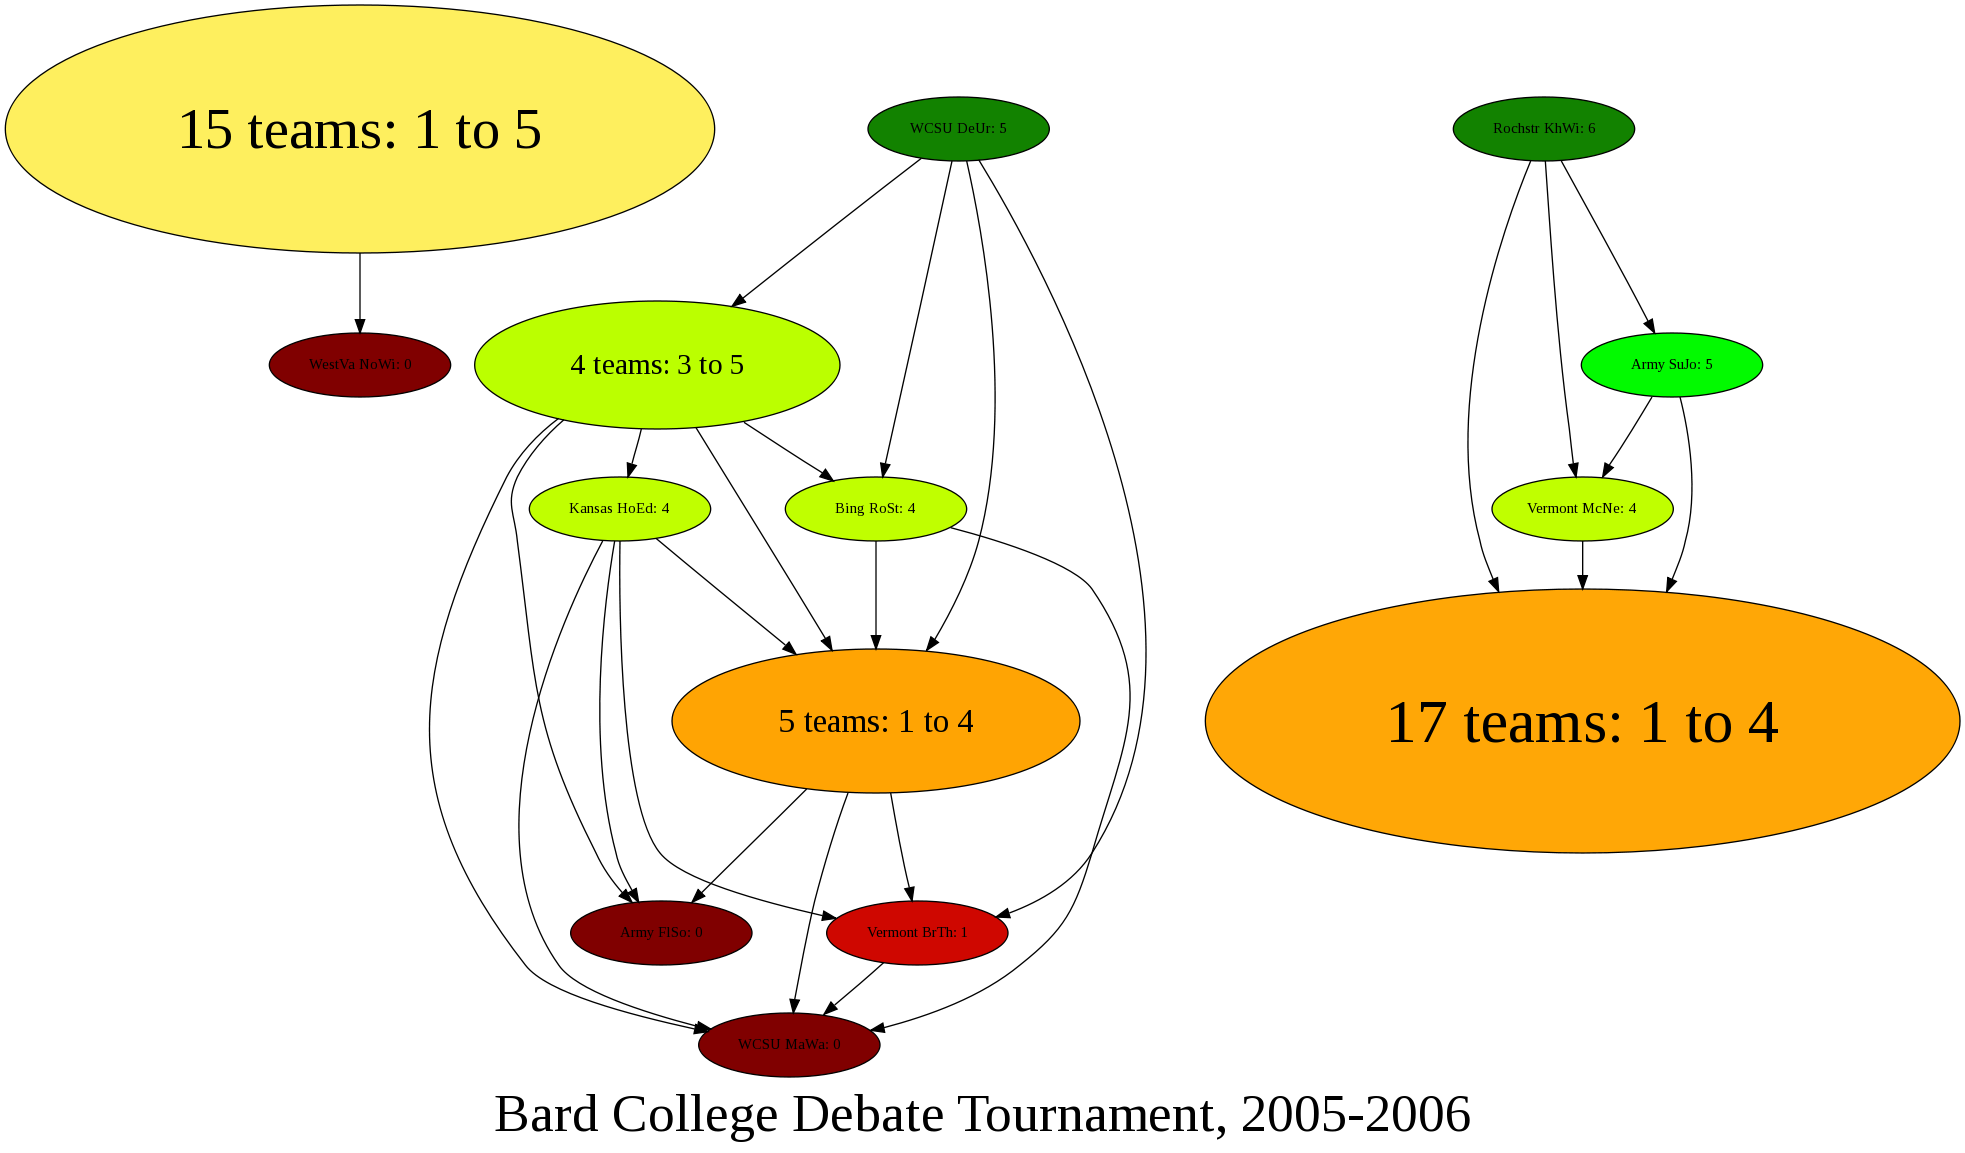 15 teams: 1 to 5
WCSU DeUr: 5
Rochstr KhWi: 6
WestVa NoWi: 0
4 teams: 3 to 5
Army SuJo: 5
Kansas HoEd: 4
Bing RoSt: 4
Vermont McNe: 4
5 teams: 1 to 4
17 teams: 1 to 4
Army FlSo: 0
Vermont BrTh: 1
WCSU MaWa: 0
Bard College Debate Tournament, 2005-2006